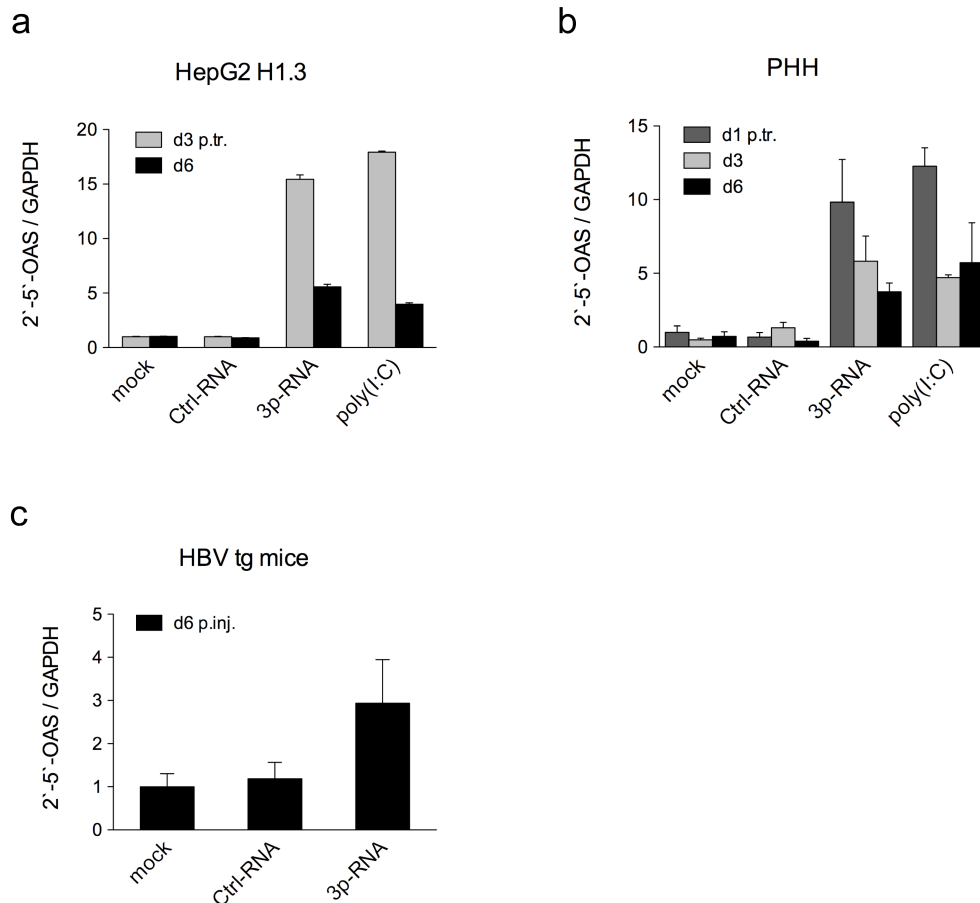 a
HepG2 H1.3
2`-5`-OAS / GAPDH
20
15
10
5
0
d3 p.tr.
d6
mock
Ctrl-RNA
3p-RNA
poly(I:C)
b
PHH
2`-5`-OAS / GAPDH
15
10
5
0
d1 p.tr.
d3
d6
mock
Ctrl-RNA
3p-RNA
poly(I:C)
c
HBV tg mice
2`-5`-OAS / GAPDH
5
4
3
2
1
0
d6 p.inj.
mock
Ctrl-RNA
3p-RNA